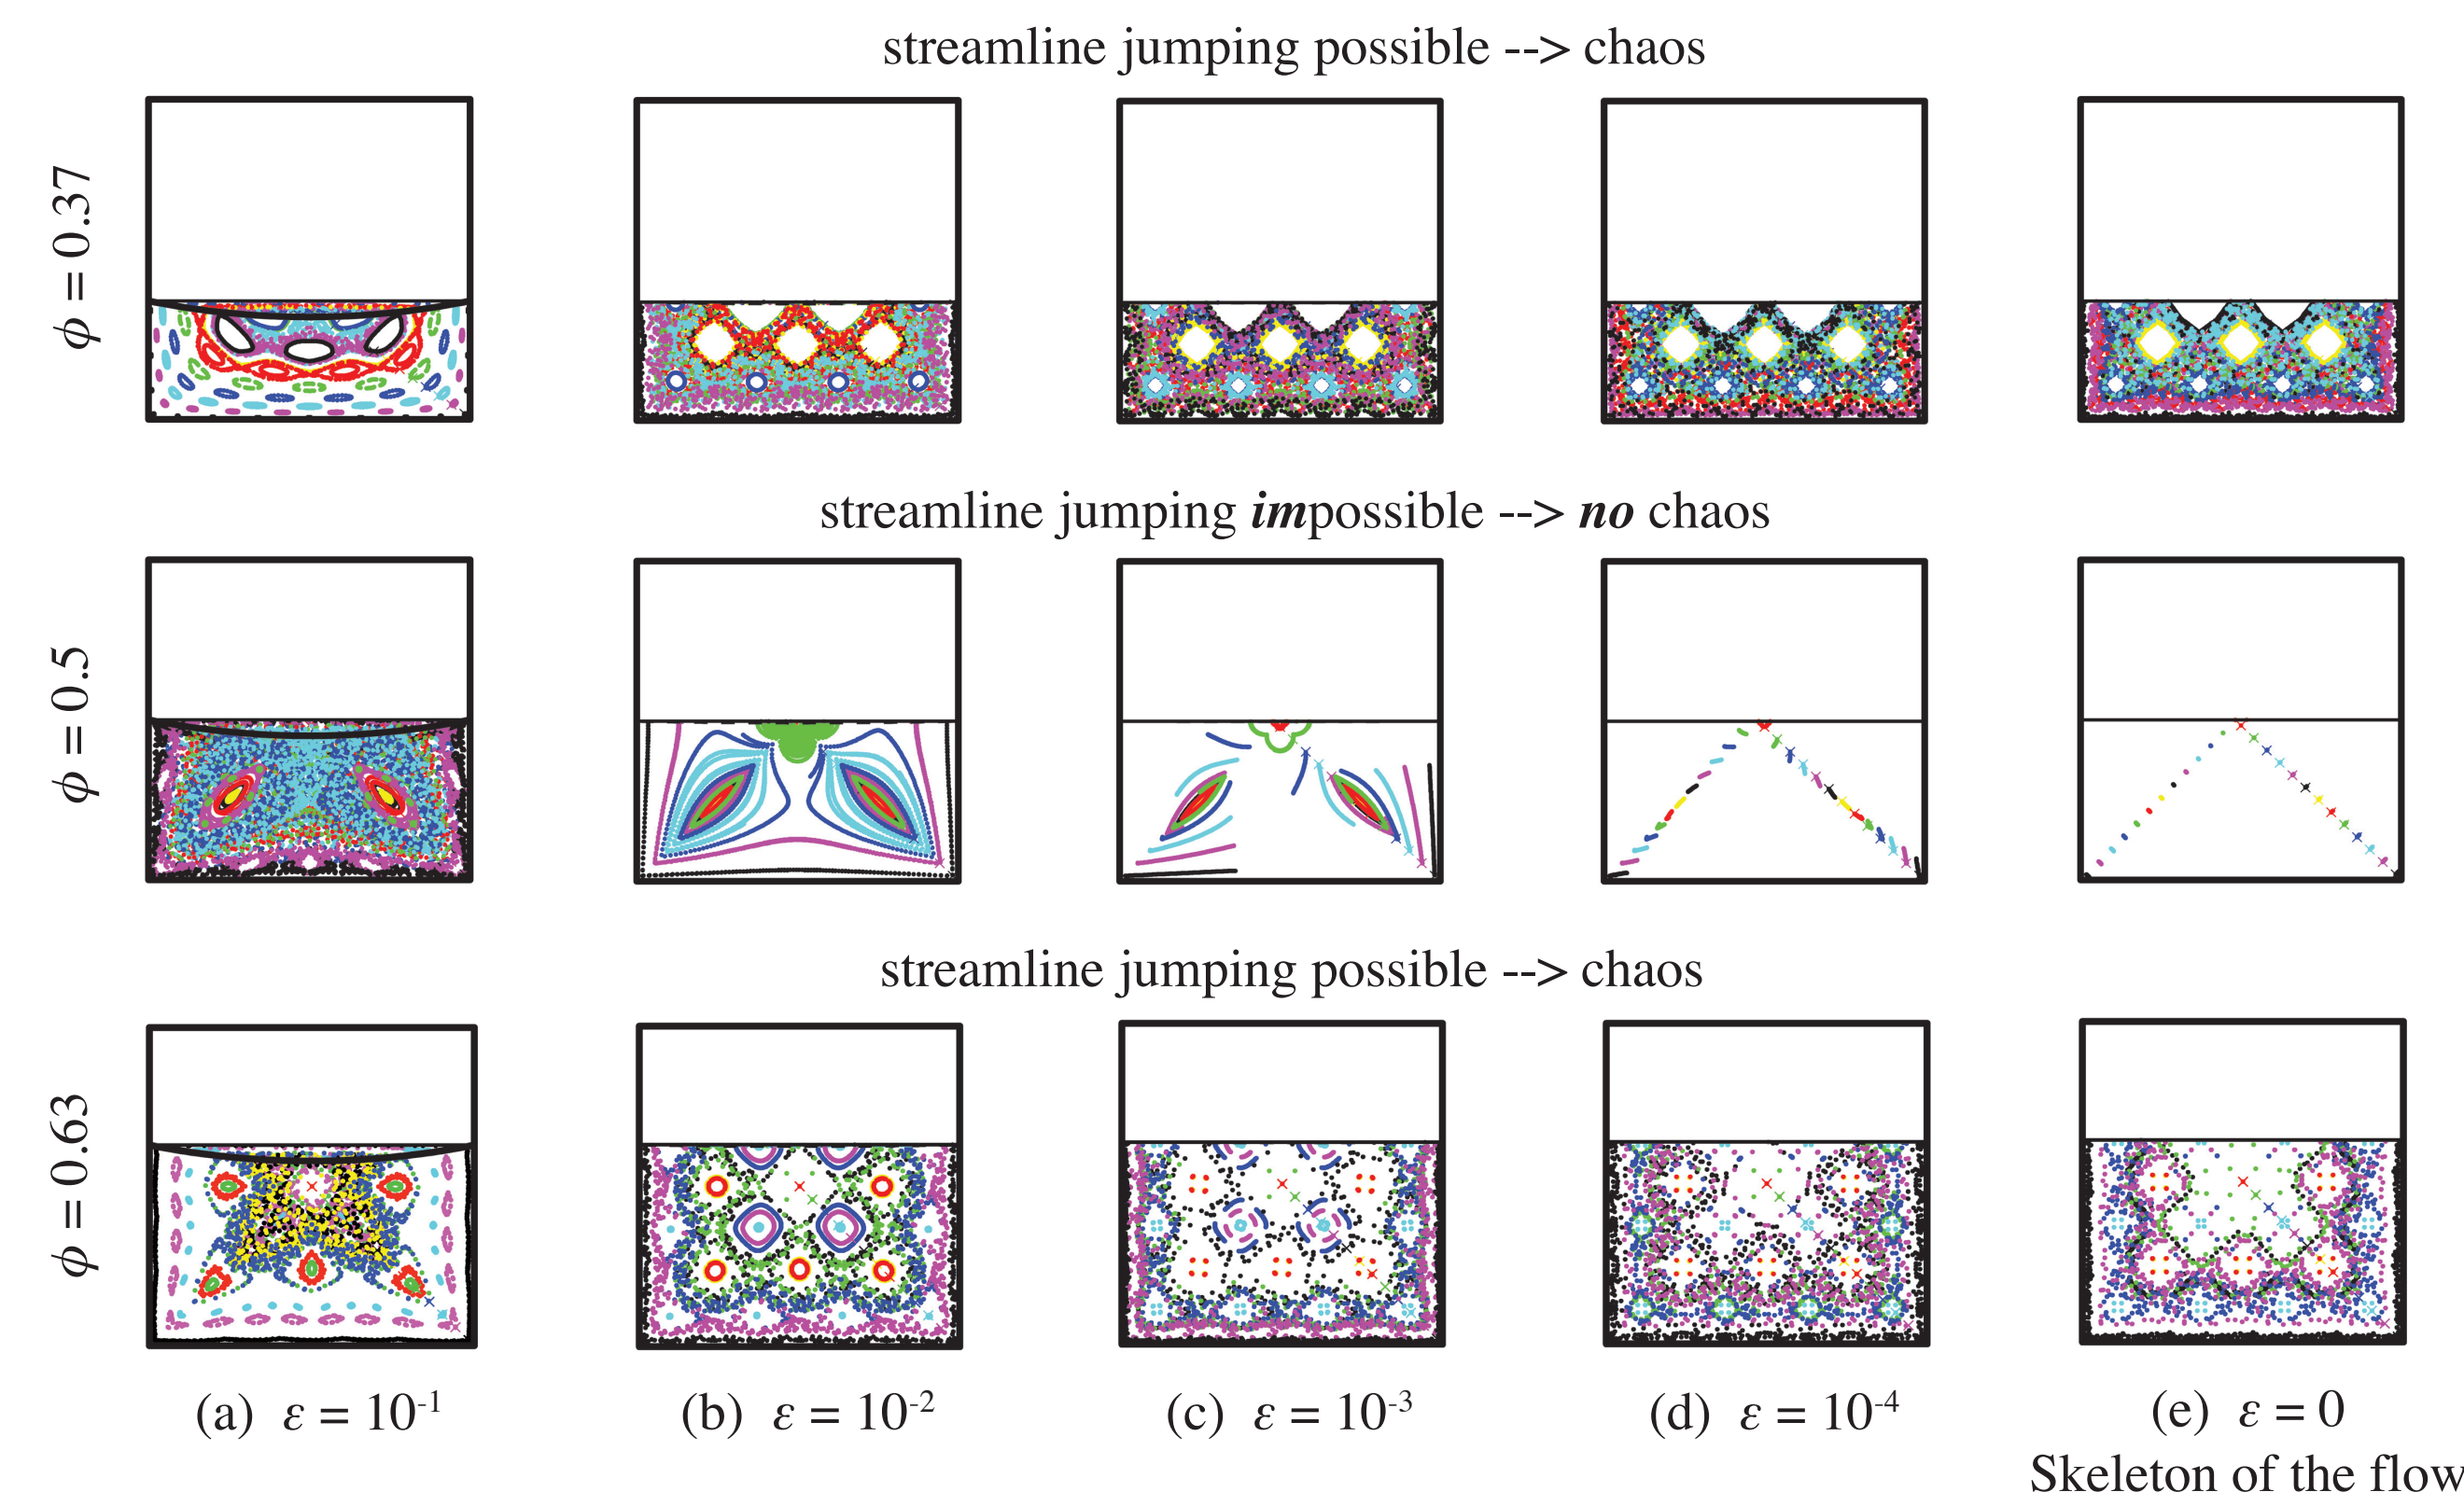 streamline jumping possible --> chaos
ϕ = 0.37
streamline jumping impossible --> no chaos
ϕ = 0.5
streamline jumping possible --> chaos
ϕ = 0.63
(a) ε = 10⁻¹
(b) ε = 10⁻²
(c) ε = 10⁻³
(d) ε = 10⁻⁴
(e) ε = 0
Skeleton of the flow